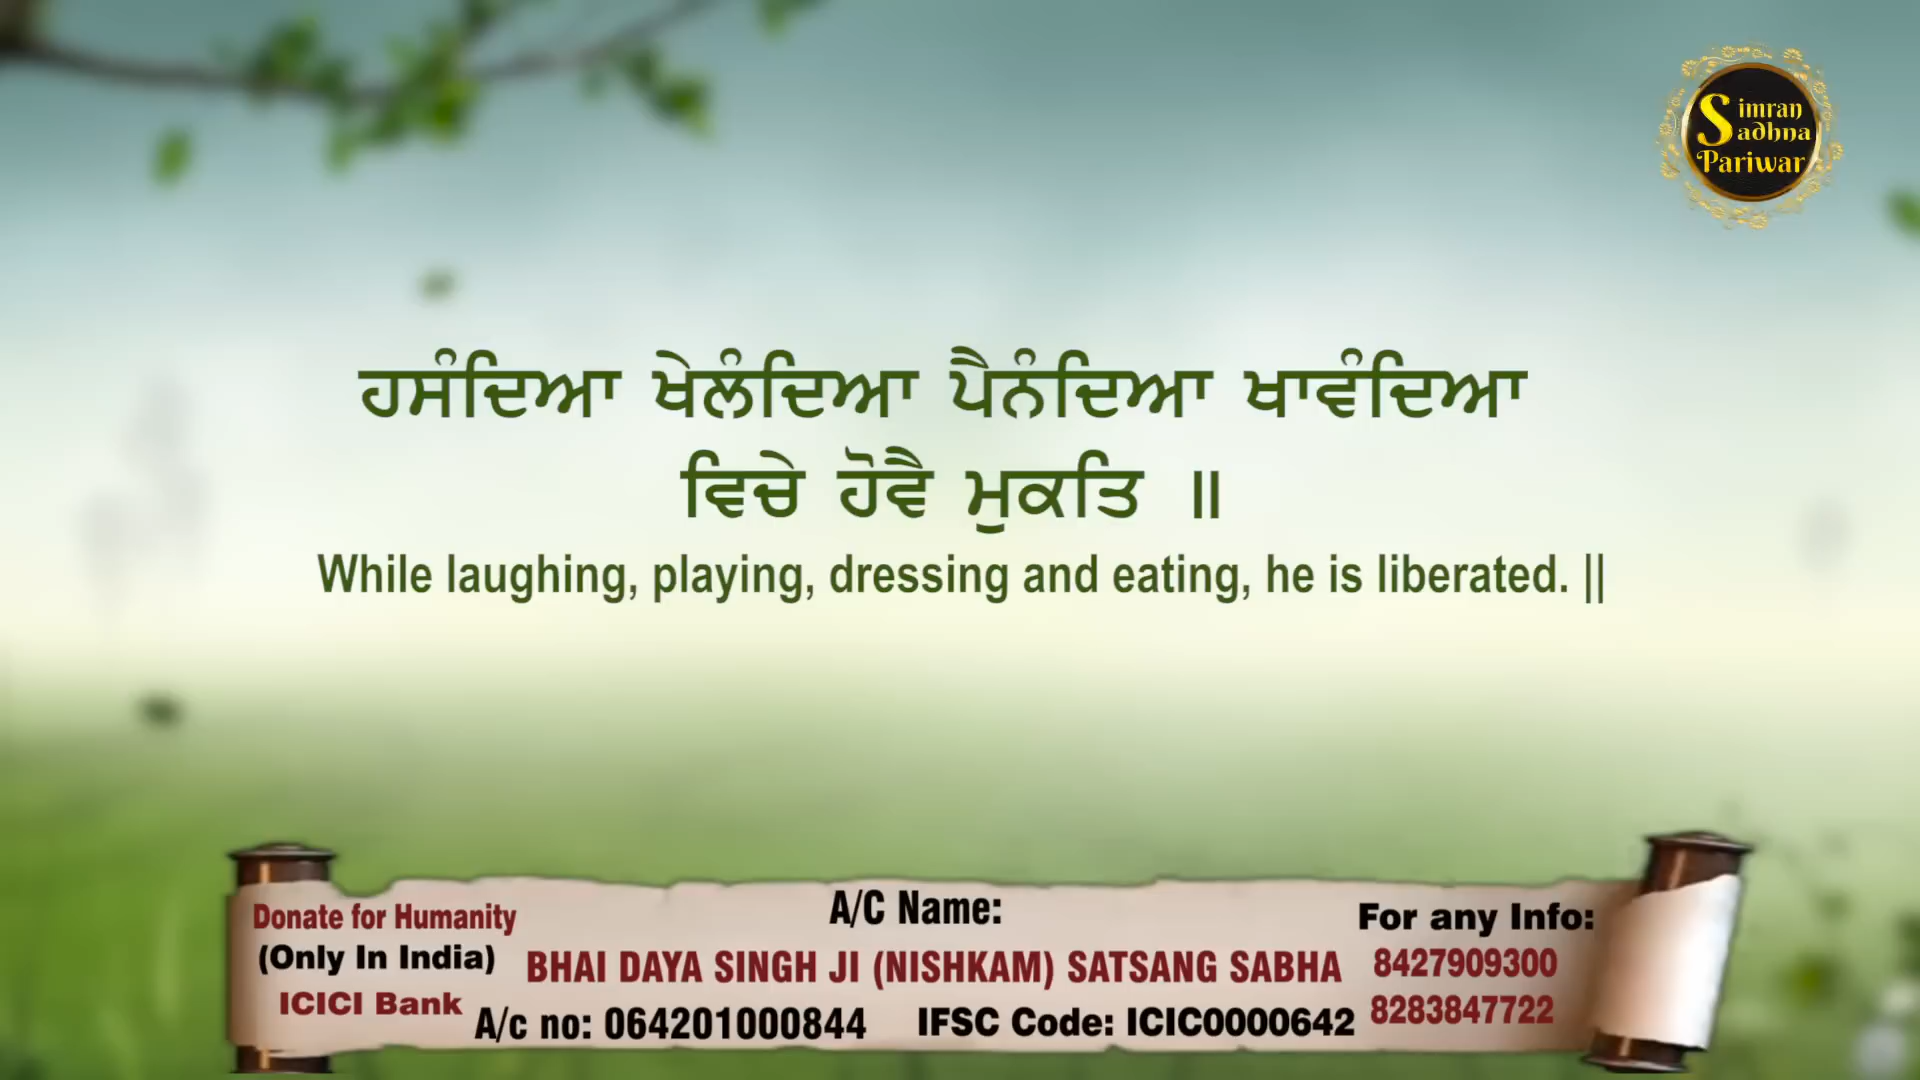 Simran
Sadhna
Pariwar
ਹਸੰਦਿਆ ਖੇਲੰਦਿਆ ਪੈਨੰਦਿਆ ਖਾਵੰਦਿਆ
ਵਿਚੇ ਹੋਵੈ ਮੁਕਤਿ ॥
While laughing, playing, dressing and eating, he is liberated. ||
Donate for Humanity
(Only In India)
ICICI Bank
A/C Name:
BHAI DAYA SINGH JI (NISHKAM) SATSANG SABHA
A/c no: 064201000844 IFSC Code: ICIC0000642
For any Info:
8427909300
8283847722